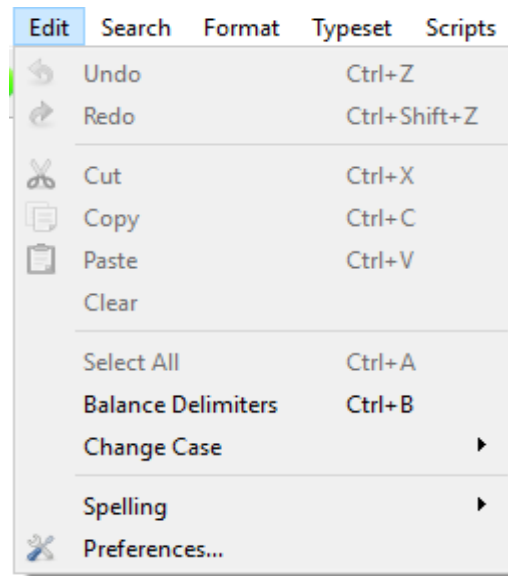 Edit Search Format Typeset Scripts
Undo Ctrl+Z
Redo Ctrl+Shift+Z
Cut Ctrl+X
Copy Ctrl+C
Paste Ctrl+V
Clear
Select All Ctrl+A
Balance Delimiters Ctrl+B
Change Case
Spelling
Preferences...